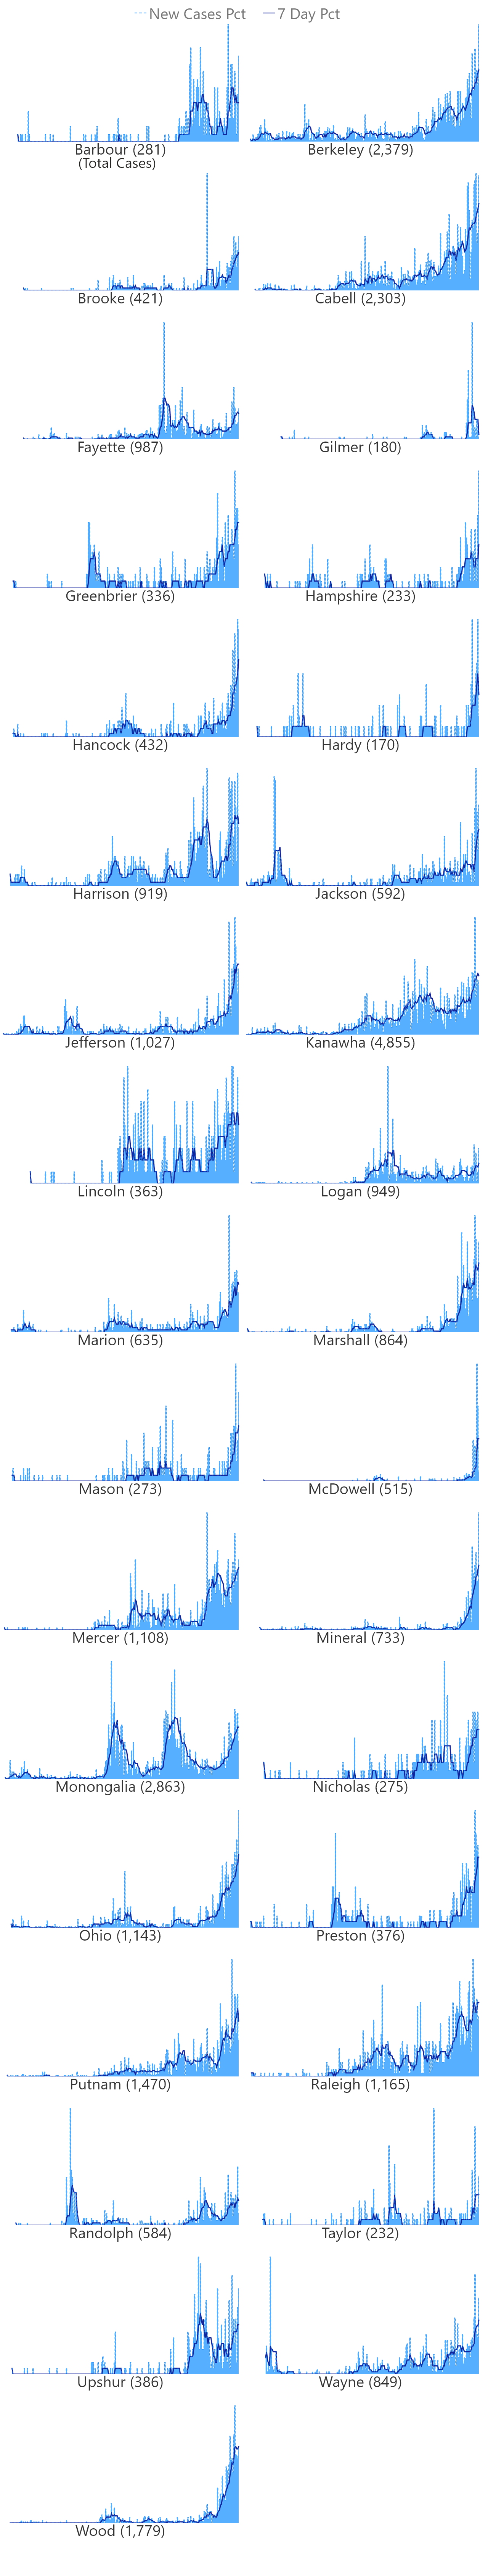 New Cases Pct 7 Day Pct
Barbour (281) Berkeley (2,379)
(Total Cases)
Brooke (421) Cabell (2,303)
Fayette (987) Gilmer (180)
Greenbrier (336) Hampshire (233)
Hancock (432) Hardy (170)
Harrison (919) Jackson (592)
Jefferson (1,027) Kanawha (4,855)
Lincoln (363) Logan (949)
Marion (635) Marshall (864)
Mason (273) McDowell (515)
Mercer (1,108) Mineral (733)
Monongalia (2,863) Nicholas (275)
Ohio (1,143) Preston (376)
Putnam (1,470) Raleigh (1,165)
Randolph (584) Taylor (232)
Upshur (386) Wayne (849)
Wood (1,779)